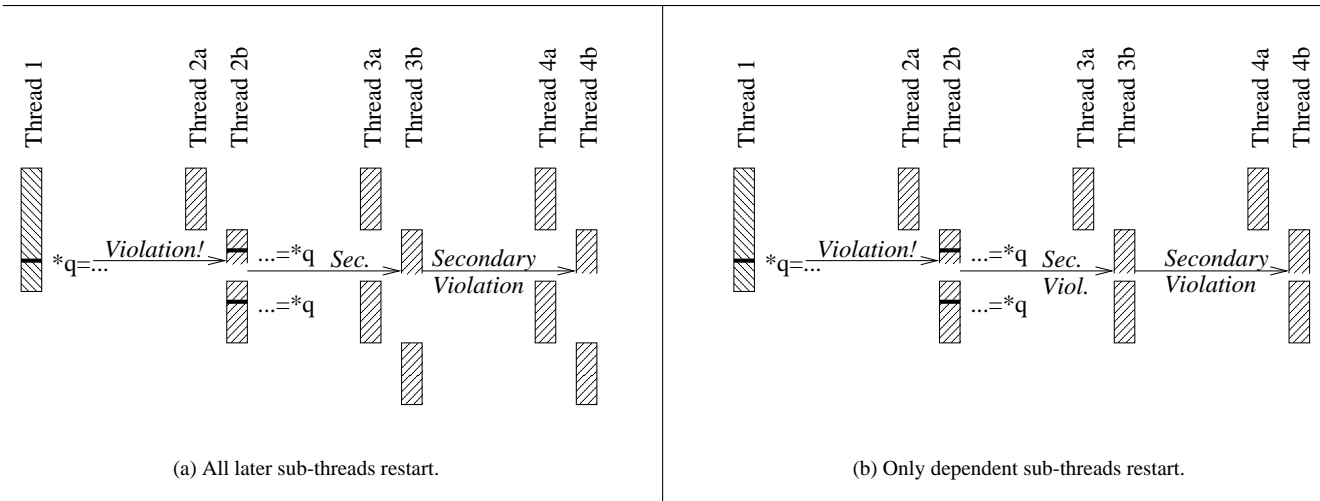 Thread 1
Thread 2a
Thread 2b
Thread 3a
Thread 3b
Thread 4a
Thread 4b
*q=...
Violation!
...=*q
Sec.
Secondary
Violation
...=*q
(a) All later sub-threads restart.
Thread 1
Thread 2a
Thread 2b
Thread 3a
Thread 3b
Thread 4a
Thread 4b
*q=...
Violation!
...=*q
Sec.
Viol.
Secondary
Violation
...=*q
(b) Only dependent sub-threads restart.